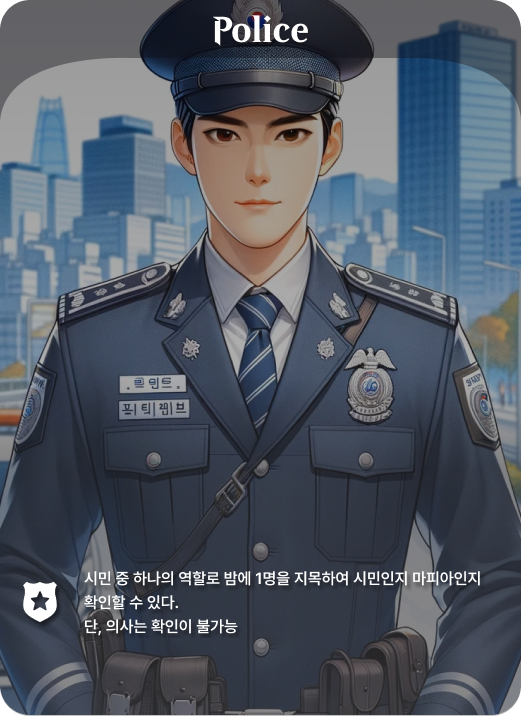 Police
시민 중 하나의 역할로 밤에 1명을 지목하여 시민인지 마피아인지
확인할 수 있다.
단, 의사는 확인이 불가능